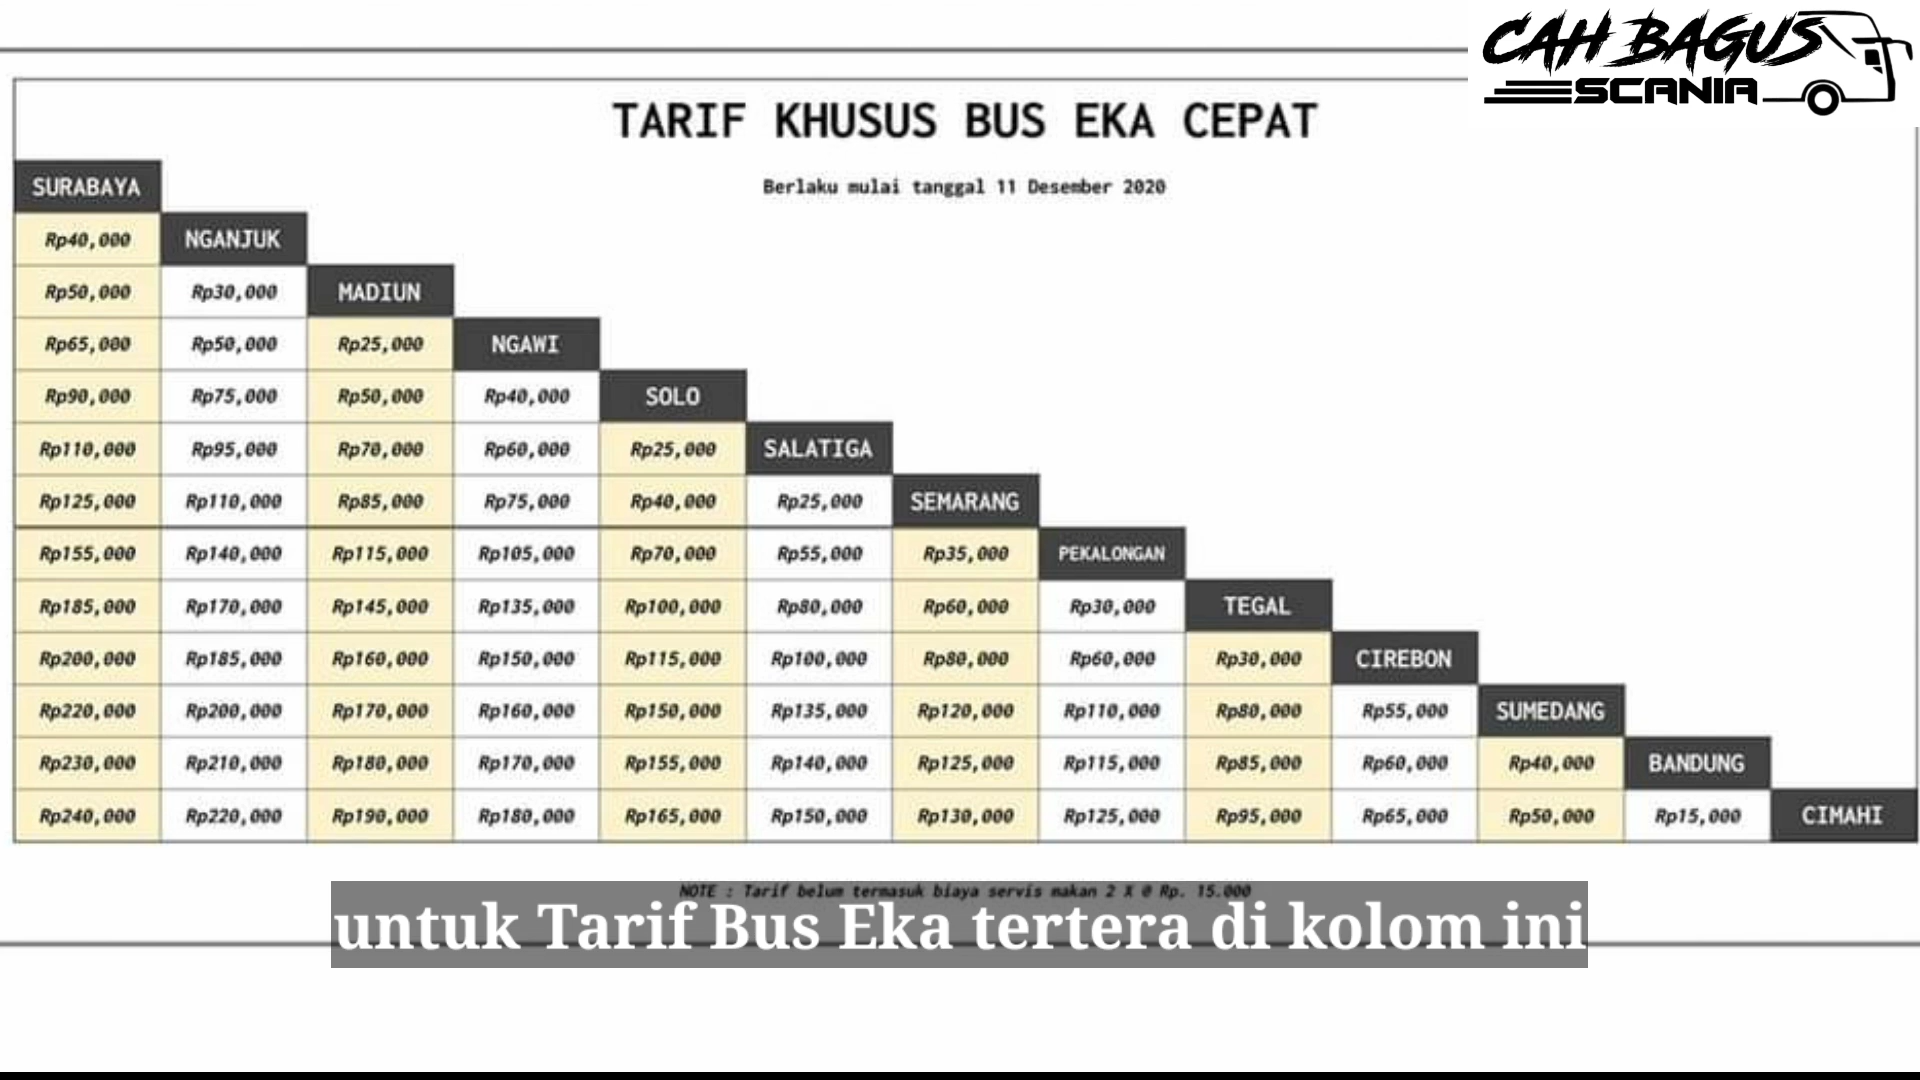 CAH BAGUS
SCANIA
TARIF KHUSUS BUS EKA CEPAT
Berlaku mulai tanggal 11 Desember 2020
SURABAYA
Rp40,000 NGANJUK
Rp50,000 Rp30,000 MADIUN
Rp65,000 Rp50,000 Rp25,000 NGAWI
Rp90,000 Rp75,000 Rp50,000 Rp40,000 SOLO
Rp110,000 Rp95,000 Rp70,000 Rp60,000 Rp25,000 SALATIGA
Rp125,000 Rp110,000 Rp85,000 Rp75,000 Rp40,000 Rp25,000 SEMARANG
Rp155,000 Rp140,000 Rp115,000 Rp105,000 Rp70,000 Rp55,000 Rp35,000 PEKALONGAN
Rp185,000 Rp170,000 Rp145,000 Rp135,000 Rp100,000 Rp80,000 Rp60,000 Rp30,000 TEGAL
Rp200,000 Rp185,000 Rp160,000 Rp150,000 Rp115,000 Rp100,000 Rp80,000 Rp60,000 Rp30,000 CIREBON
Rp220,000 Rp200,000 Rp170,000 Rp160,000 Rp150,000 Rp135,000 Rp120,000 Rp110,000 Rp80,000 Rp55,000 SUMEDANG
Rp230,000 Rp210,000 Rp180,000 Rp170,000 Rp155,000 Rp140,000 Rp125,000 Rp115,000 Rp85,000 Rp60,000 Rp40,000 BANDUNG
Rp240,000 Rp220,000 Rp190,000 Rp180,000 Rp165,000 Rp150,000 Rp130,000 Rp125,000 Rp95,000 Rp65,000 Rp50,000 Rp15,000 CIMAHI
NOTE : Tarif belum termasuk biaya servis makan 2 X @ Rp. 15.000
untuk Tarif Bus Eka tertera di kolom ini